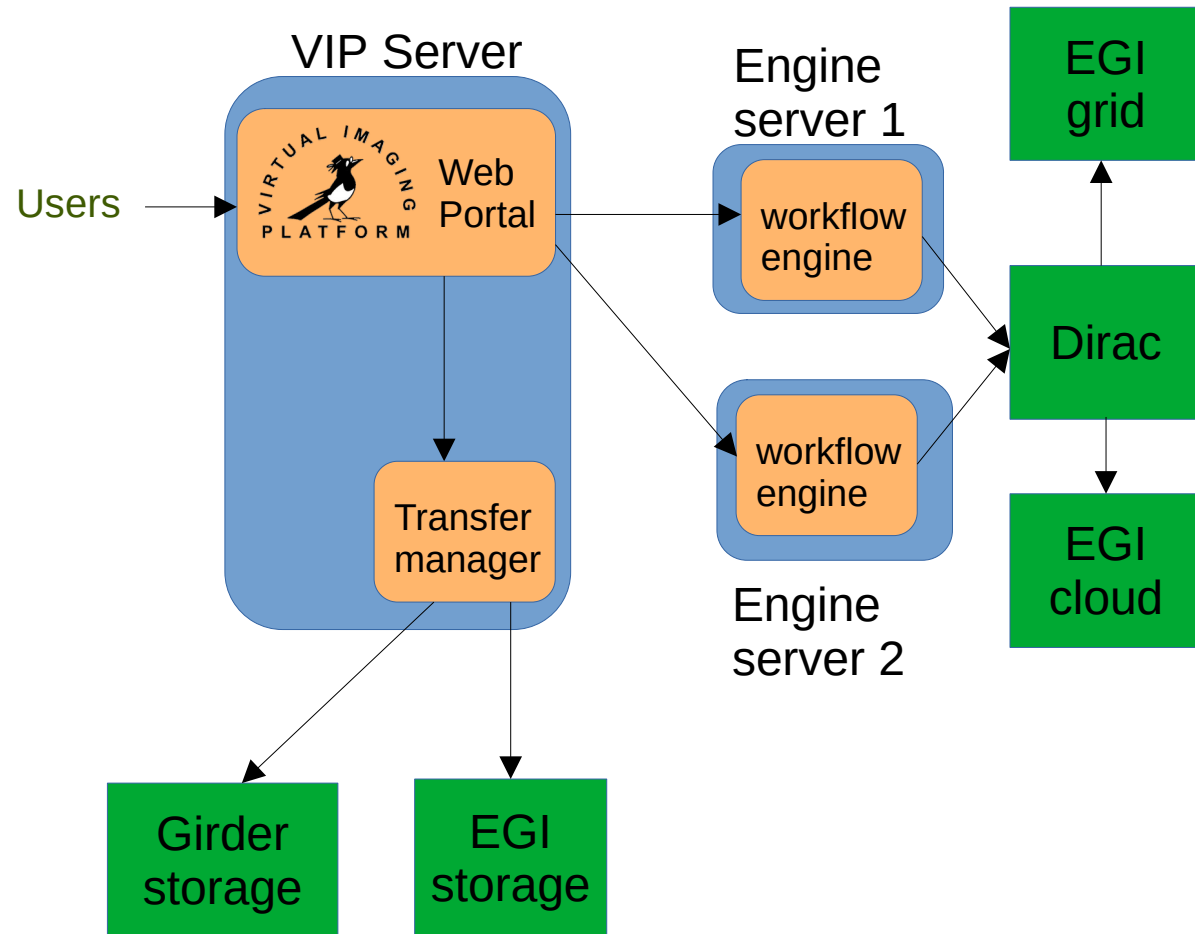 VIP Server
Engine
server 1
EGI
grid
Users
VIRTUAL IMAGING
PLATFORM
Web
Portal
workflow
engine
Dirac
workflow
engine
Transfer
manager
EGI
cloud
Engine
server 2
Girder
storage
EGI
storage